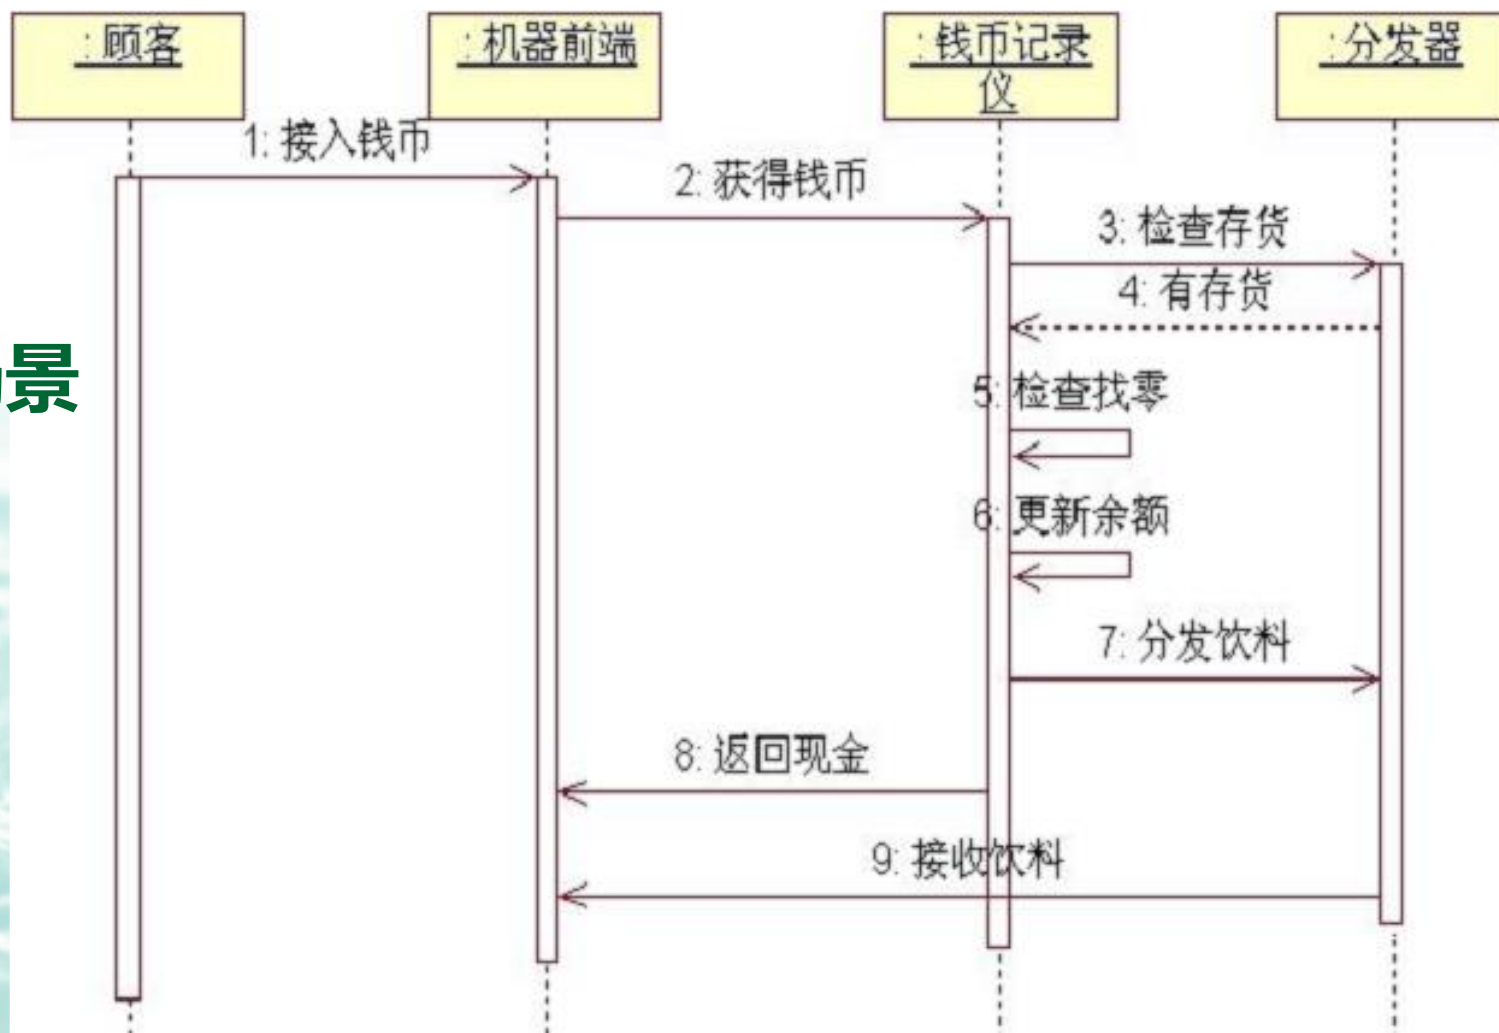 :顾客
:机器前端
:钱币记录
仪
:分发器
1: 接入钱币
2: 获得钱币
3: 检查存货
4: 有存货
景
5: 检查找零
6: 更新余额
7: 分发饮料
8: 返回现金
9: 接收饮料